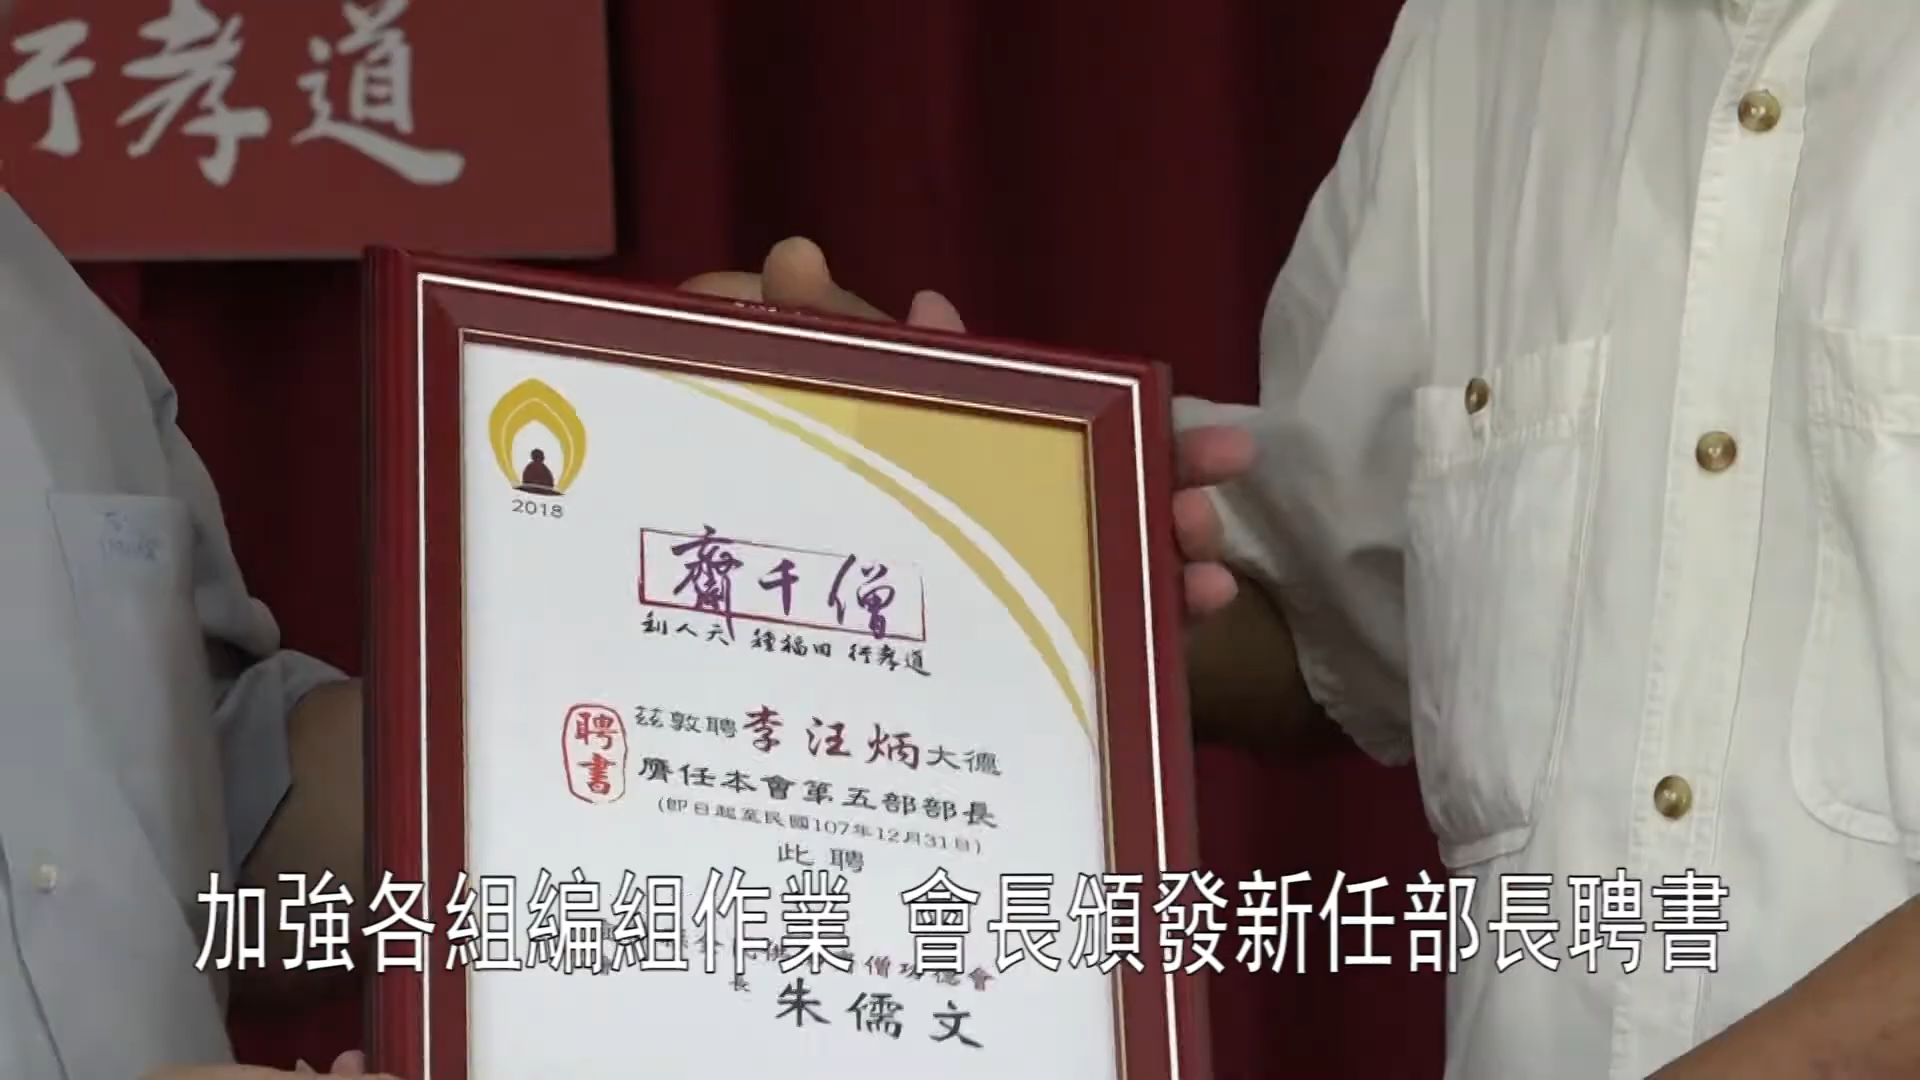 行孝道
2018
齋千僧
利人天 種福田 行孝道
聘書
茲敦聘李汪炳大德
膺任本會第五部部長
(即日起至民國107年12月31日)
此聘
加強各組編組作業 會長頒發新任部長聘書
僧功德會
長 朱儒文